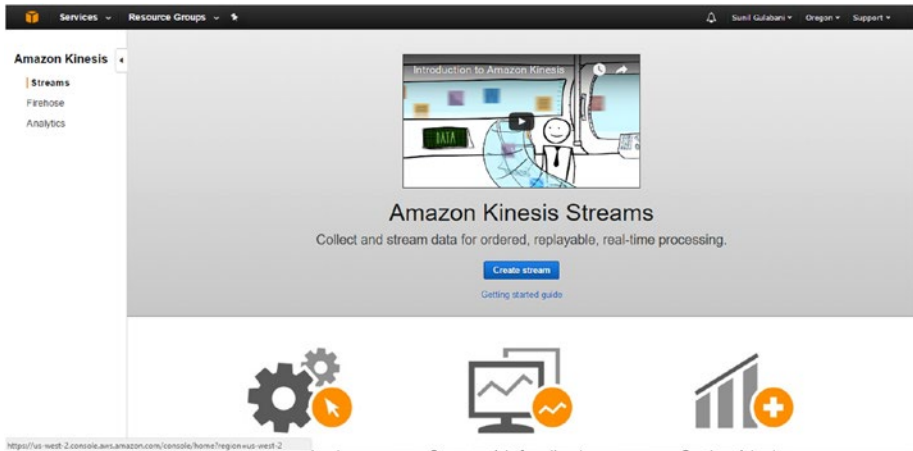 Services Resource Groups Sunil Gulabani Oregon Support
Amazon Kinesis
Streams
Firehose
Analytics
Introduction to Amazon Kinesis
DATA
Amazon Kinesis Streams
Collect and stream data for ordered, replayable, real-time processing.
Create stream
Getting started guide
https://us-west-2.console.aws.amazon.com/console/home?region=us-west-2